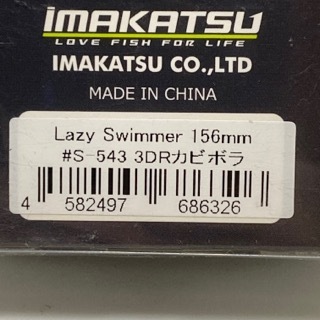 imakatsu
LOVE FISH FOR LIFE
IMAKATSU CO.,LTD
MADE IN CHINA
Lazy Swimmer 156mm
#S-543 3DRカビボラ
4 582497 686326